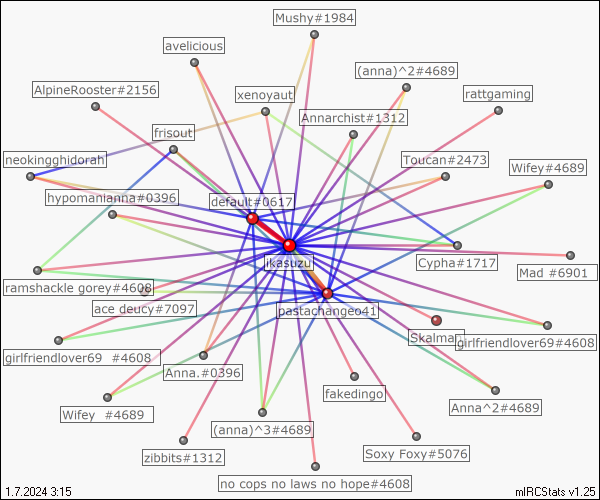 Mushy#1984
avelicious
(anna)^2#4689
AlpineRooster#2156
xenoyaut
rattgaming
Annarchist#1312
frisout
neokingghidorah
Toucan#2473
Wifey#4689
hypomaniama#0396
default#0617
ikasuzu
Cypha#1717
Mad #6901
ramshackle gorey#4608
ace deucy#7097
pastachangeo41
Skalman
girlfriendlover69 #4608
girlfriendlover69#4608
Anna.#0396
fakedingo
Anna^2#4689
Wifey #4689
(anna)^3#4689
zibbits#1312
Soxy Foxy#5076
no cops no laws no hope#4608
1.7.2024 3:15
mIRCStats v1.25